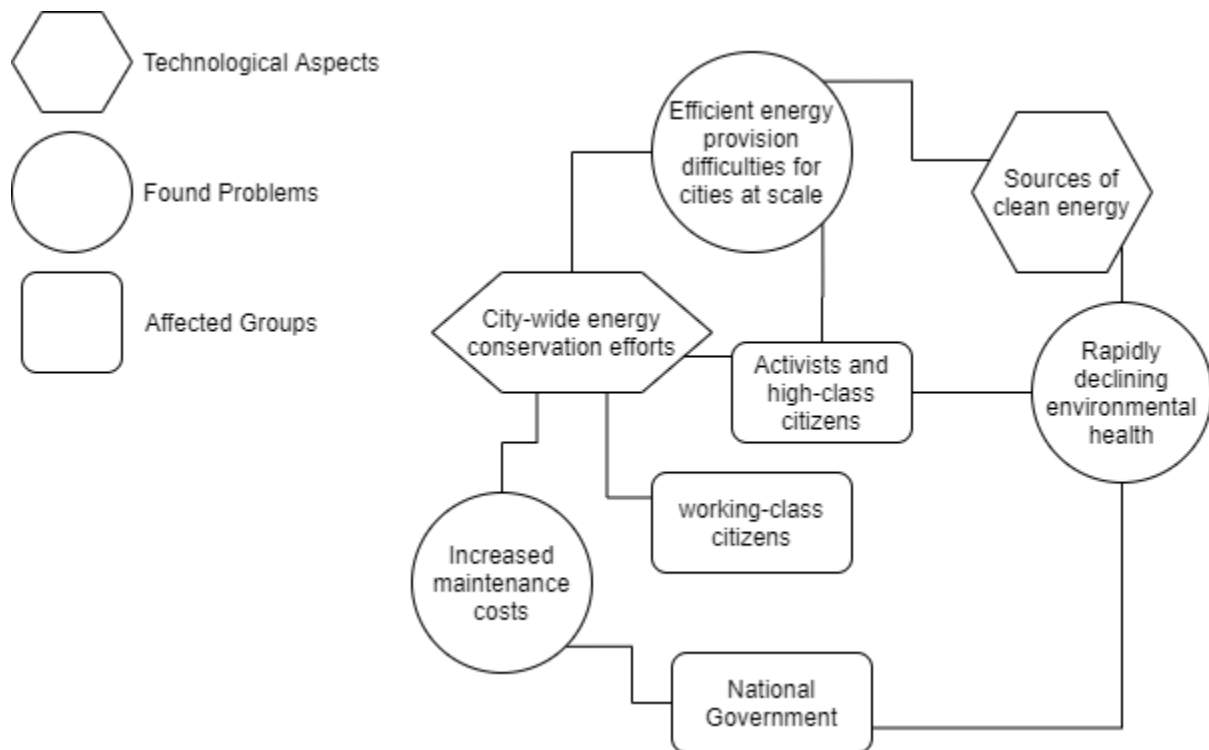 Technological Aspects
Found Problems
Affected Groups
Efficient energy
provision
difficulties for
cities at scale
Sources of
clean energy
City-wide energy
conservation efforts
Activists and
high-class
citizens
Rapidly
declining
environmental
health
working-class
citizens
Increased
maintenance
costs
National
Government